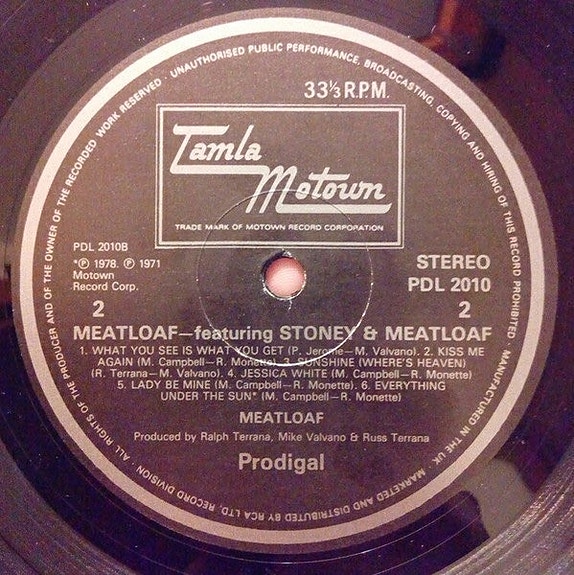 ALL RIGHTS OF THE PRODUCER AND OF THE OWNER OF THE RECORDED WORK RESERVED · UNAUTHORISED PUBLIC PERFORMANCE, BROADCASTING, COPYING AND HIRING OF THIS RECORD PROHIBITED · MANUFACTURED IN THE UK · MARKETED AND DISTRIBUTED BY RCA LTD, RECORD DIVISION ·
33⅓ R.P.M.
Tamla
Motown
TRADE MARK OF MOTOWN RECORD CORPORATION
PDL 2010B
*℗ 1978. ℗ 1971
Motown
Record Corp.
2
STEREO
PDL 2010
2
MEATLOAF—featuring STONEY & MEATLOAF
1. WHAT YOU SEE IS WHAT YOU GET (P. Jerome—M. Valvano). 2. KISS ME
AGAIN (M. Campbell—R. Monette). 3. SUNSHINE (WHERE'S HEAVEN)
(R. Terrana—M. Valvano). 4. JESSICA WHITE (M. Campbell—R. Monette)
5. LADY BE MINE (M. Campbell—R. Monette). 6. EVERYTHING
UNDER THE SUN* (M. Campbell—R. Monette)
MEATLOAF
Produced by Ralph Terrana, Mike Valvano & Russ Terrana
Prodigal